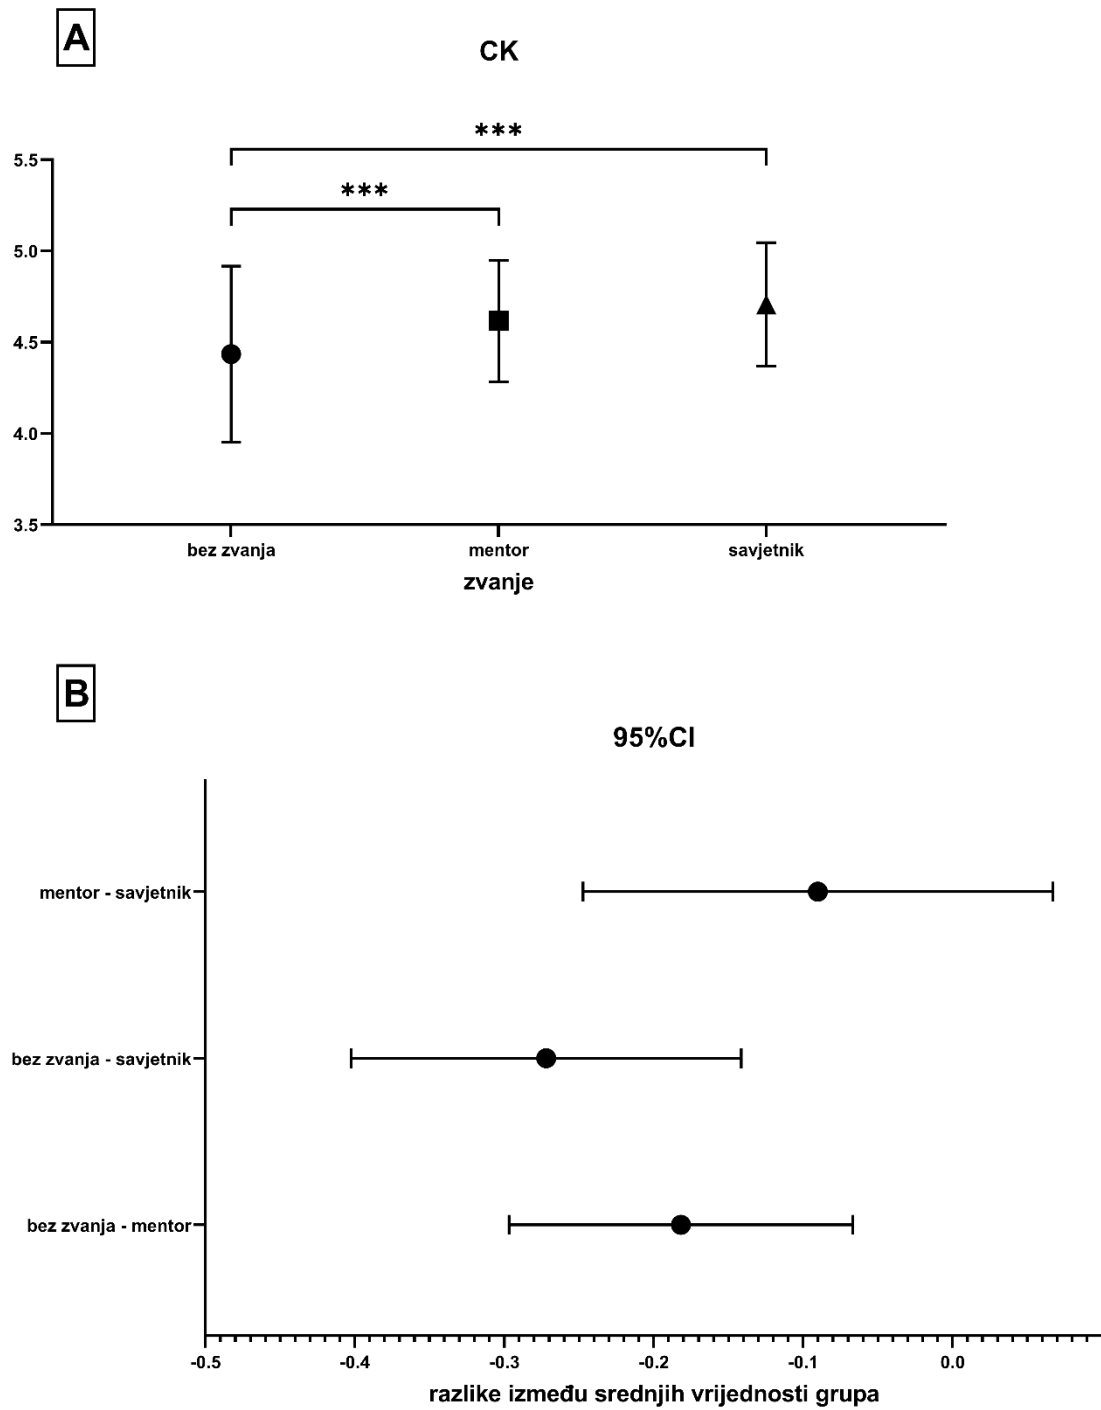 A
CK
***
***
5.5
5.0
4.5
4.0
3.5
bez zvanja mentor savjetnik
zvanje
B
95%CI
mentor - savjetnik
bez zvanja - savjetnik
bez zvanja - mentor
-0.5 -0.4 -0.3 -0.2 -0.1 0.0
razlike između srednjih vrijednosti grupa